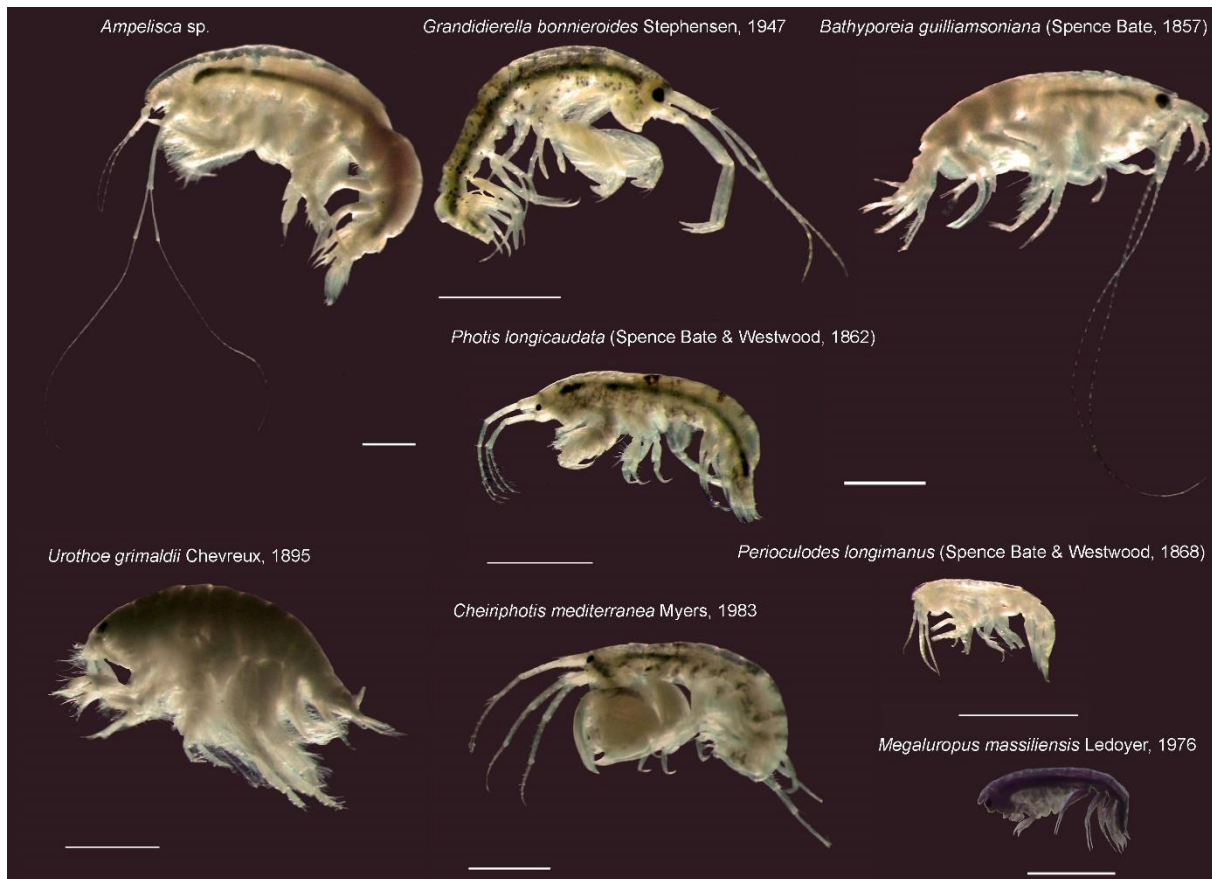 Ampelisca sp.
Grandidierella bonnieroides Stephensen, 1947
Bathyporeia guilliamsoniana (Spence Bate, 1857)
Photis longicaudata (Spence Bate & Westwood, 1862)
Urothoe grimaldii Chevreux, 1895
Perioculodes longimanus (Spence Bate & Westwood, 1868)
Cheiriphotis mediterranea Myers, 1983
Megaluropus massiliensis Ledoyer, 1976